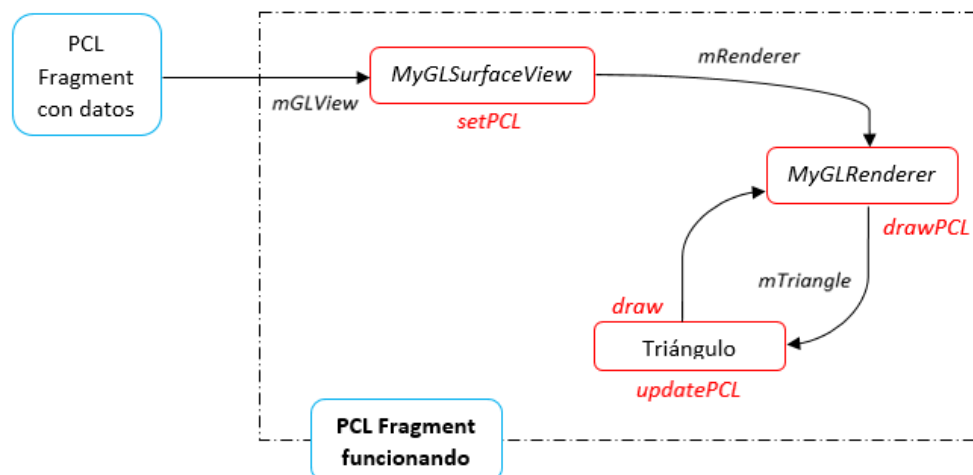 PCL
Fragment
con datos
mGLView
MyGLSurfaceView
setPCL
mRenderer
MyGLRenderer
drawPCL
mTriangle
draw
Triángulo
updatePCL
PCL Fragment
funcionando